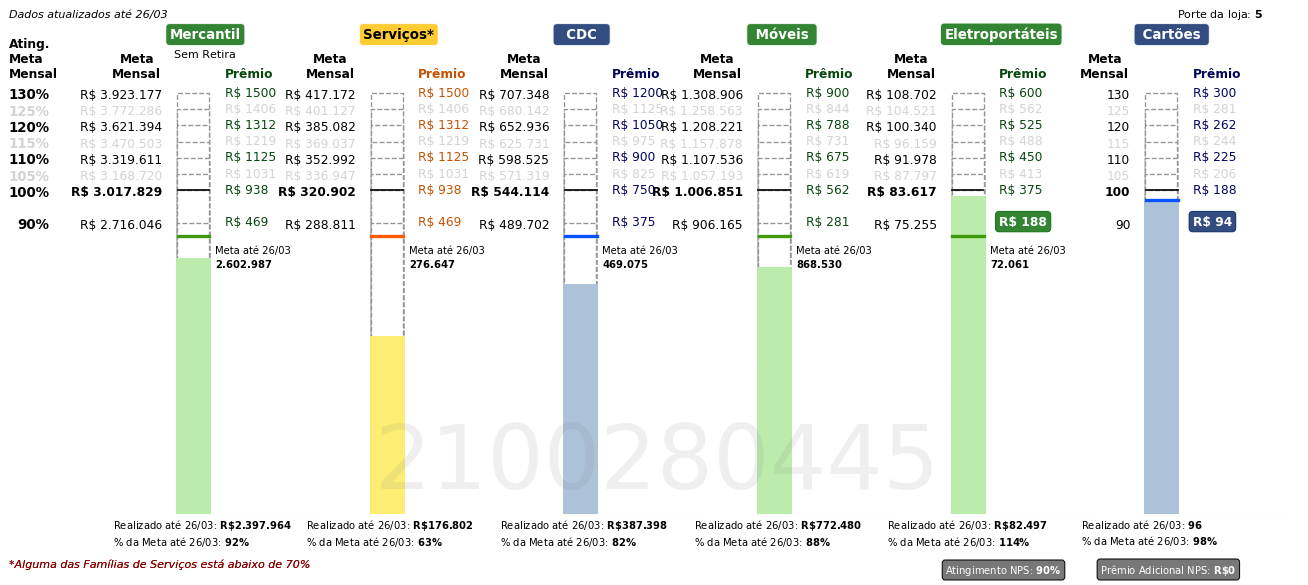 Dados atualizados até 26/03 Porte da loja: 5
Mercantil Serviços* CDC Móveis Eletroportáteis Cartões
Sem Retira
Ating. Meta Mensal Meta Mensal Prêmio Meta Mensal Prêmio Meta Mensal Prêmio Meta Mensal Prêmio Meta Mensal Prêmio Meta Mensal Prêmio
130% R$ 3.923.177 R$ 1500 R$ 417.172 R$ 1500 R$ 707.348 R$ 1200 R$ 1.308.906 R$ 900 R$ 108.702 R$ 600 130 R$ 300
125% R$ 3.772.286 R$ 1406 R$ 401.127 R$ 1406 R$ 680.142 R$ 1125 R$ 1.258.563 R$ 844 R$ 104.521 R$ 562 125 R$ 281
120% R$ 3.621.394 R$ 1312 R$ 385.082 R$ 1312 R$ 652.936 R$ 1050 R$ 1.208.221 R$ 788 R$ 100.340 R$ 525 120 R$ 262
115% R$ 3.470.503 R$ 1219 R$ 369.037 R$ 1219 R$ 625.731 R$ 975 R$ 1.157.878 R$ 731 R$ 96.159 R$ 488 115 R$ 244
110% R$ 3.319.611 R$ 1125 R$ 352.992 R$ 1125 R$ 598.525 R$ 900 R$ 1.107.536 R$ 675 R$ 91.978 R$ 450 110 R$ 225
105% R$ 3.168.720 R$ 1031 R$ 336.947 R$ 1031 R$ 571.319 R$ 825 R$ 1.057.193 R$ 619 R$ 87.797 R$ 413 105 R$ 206
100% R$ 3.017.829 R$ 938 R$ 320.902 R$ 938 R$ 544.114 R$ 750 R$ 1.006.851 R$ 562 R$ 83.617 R$ 375 100 R$ 188
90% R$ 2.716.046 R$ 469 R$ 288.811 R$ 469 R$ 489.702 R$ 375 R$ 906.165 R$ 281 R$ 75.255 R$ 188 90 R$ 94
Meta até 26/03 Meta até 26/03 Meta até 26/03 Meta até 26/03 Meta até 26/03
2.602.987 276.647 469.075 868.530 72.061
2100280445
Realizado até 26/03: R$2.397.964 Realizado até 26/03: R$176.802 Realizado até 26/03: R$387.398 Realizado até 26/03: R$772.480 Realizado até 26/03: R$82.497 Realizado até 26/03: 96
% da Meta até 26/03: 92% % da Meta até 26/03: 63% % da Meta até 26/03: 82% % da Meta até 26/03: 88% % da Meta até 26/03: 114% % da Meta até 26/03: 98%
*Alguma das Famílias de Serviços está abaixo de 70% Atingimento NPS: 90% Prêmio Adicional NPS: R$0